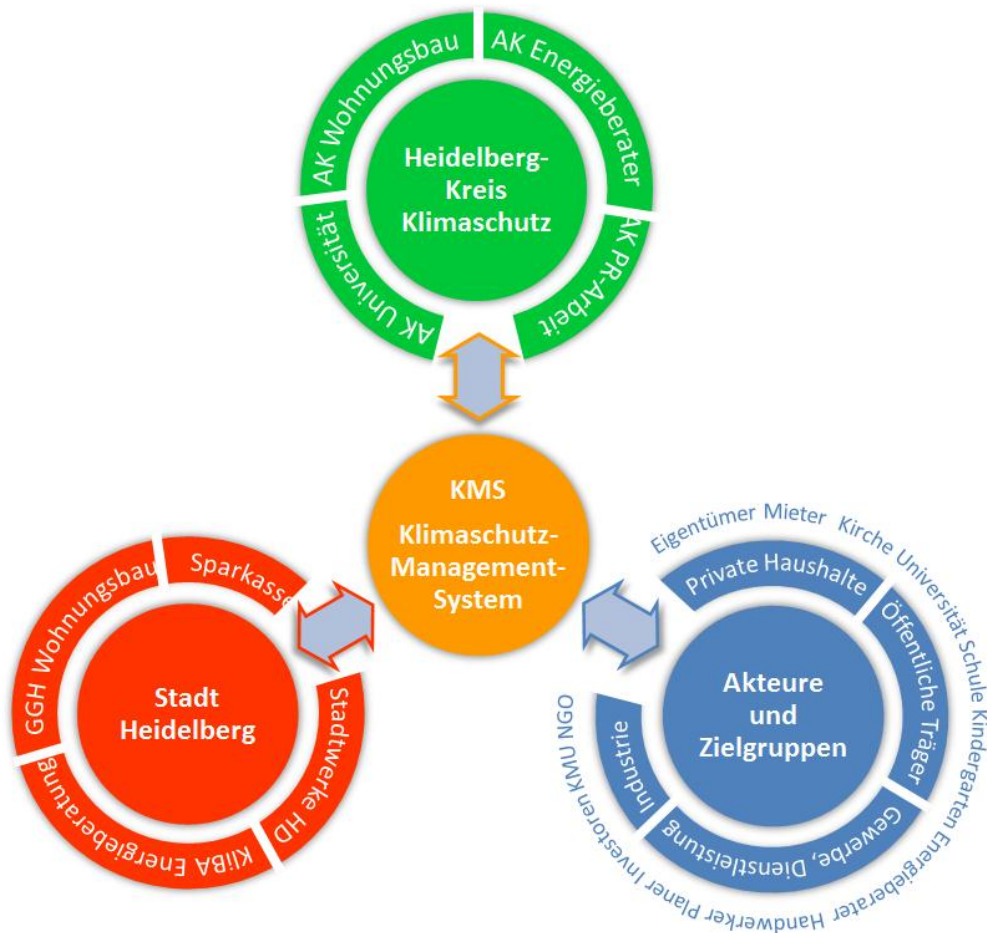 AK Wohnungsbau
AK Energieberater
AK Universität
AK PR-Arbeit
Heidelberg-
Kreis
Klimaschutz
KMS
Klimaschutz-
Management-
System
GGH Wohnungsbau
Sparkasse
Stadtwerke HD
KliBA Energieberatung
Stadt
Heidelberg
Eigentümer Mieter Kirche Universität Schule Kindergarten Energieberater Handwerker Planer Investoren KMU NGO
Private Haushalte
Öffentliche Träger
Gewerbe, Dienstleistung
Industrie
Akteure
und
Zielgruppen